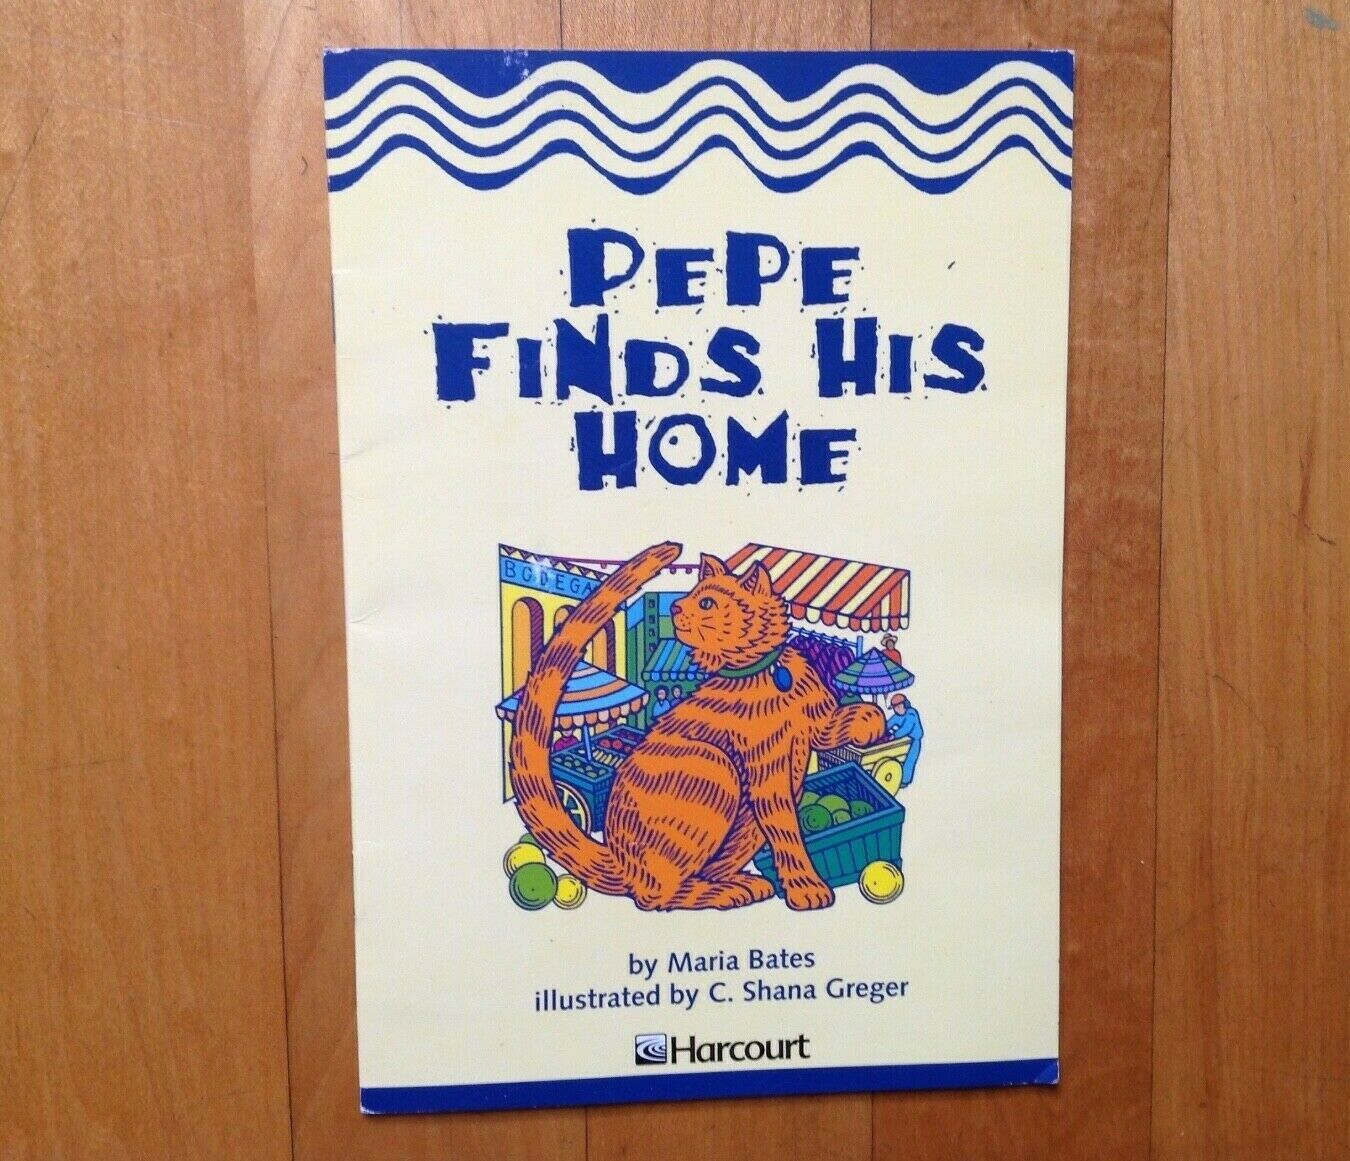 PEPE
FINDS HIS
HOME
BODEGA
by Maria Bates
illustrated by C. Shana Greger
Harcourt